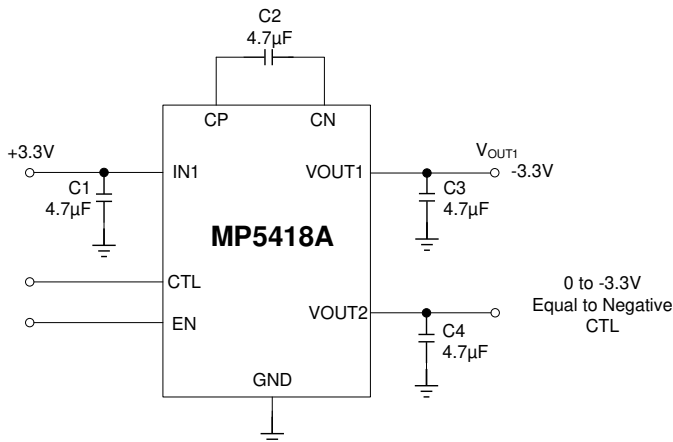 C2
4.7µF
CP
CN
+3.3V
IN1
VOUT1
VOUT1
-3.3V
C1
4.7µF
C3
4.7µF
MP5418A
CTL
EN
VOUT2
0 to -3.3V
Equal to Negative
CTL
C4
4.7µF
GND